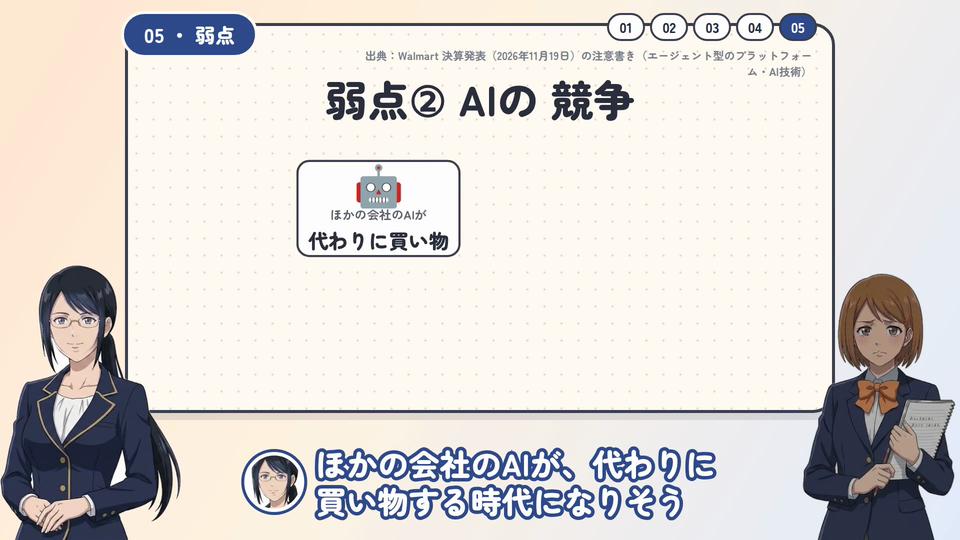 05 ・ 弱点
01 02 03 04 05
出典：Walmart 決算発表（2026年11月19日）の注意書き（エージェント型のプラットフォー
ム・AI技術）
弱点② AIの 競争
ほかの会社のAIが
代わりに買い物
ほかの会社のAIが、代わりに
買い物する時代になりそう